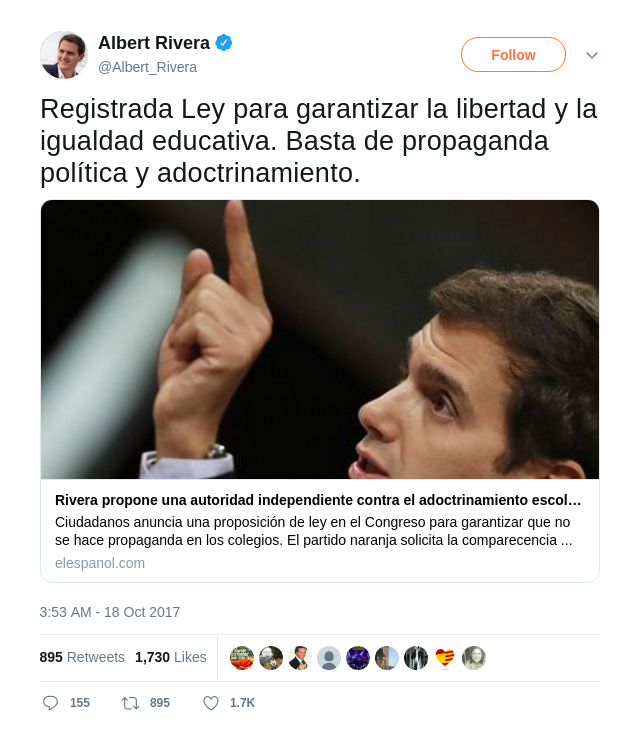 Albert Rivera
@Albert_Rivera
Follow
Registrada Ley para garantizar la libertad y la
igualdad educativa. Basta de propaganda
política y adoctrinamiento.
Rivera propone una autoridad independiente contra el adoctrinamiento escol…
Ciudadanos anuncia una proposición de ley en el Congreso para garantizar que no
se hace propaganda en los colegios. El partido naranja solicita la comparecencia ...
elespanol.com
3:53 AM - 18 Oct 2017
895 Retweets 1,730 Likes
155 895 1.7K